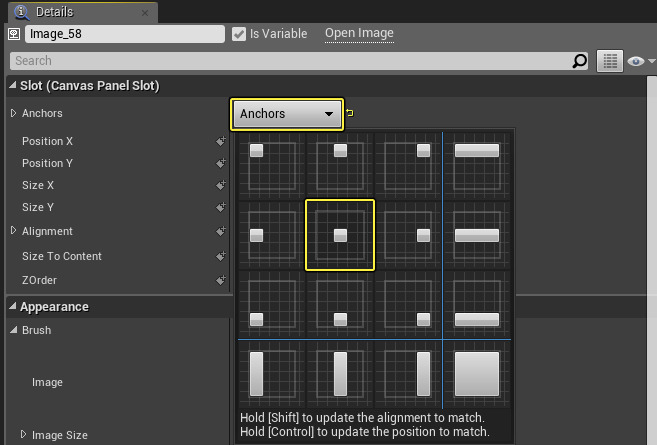 Details
Image_58
Is Variable
Open Image
Search
Slot (Canvas Panel Slot)
Anchors
Anchors
Position X
Position Y
Size X
Size Y
Alignment
Size To Content
ZOrder
Appearance
Brush
Image
Hold [Shift] to update the alignment to match.
Hold [Control] to update the position to match.
Image Size